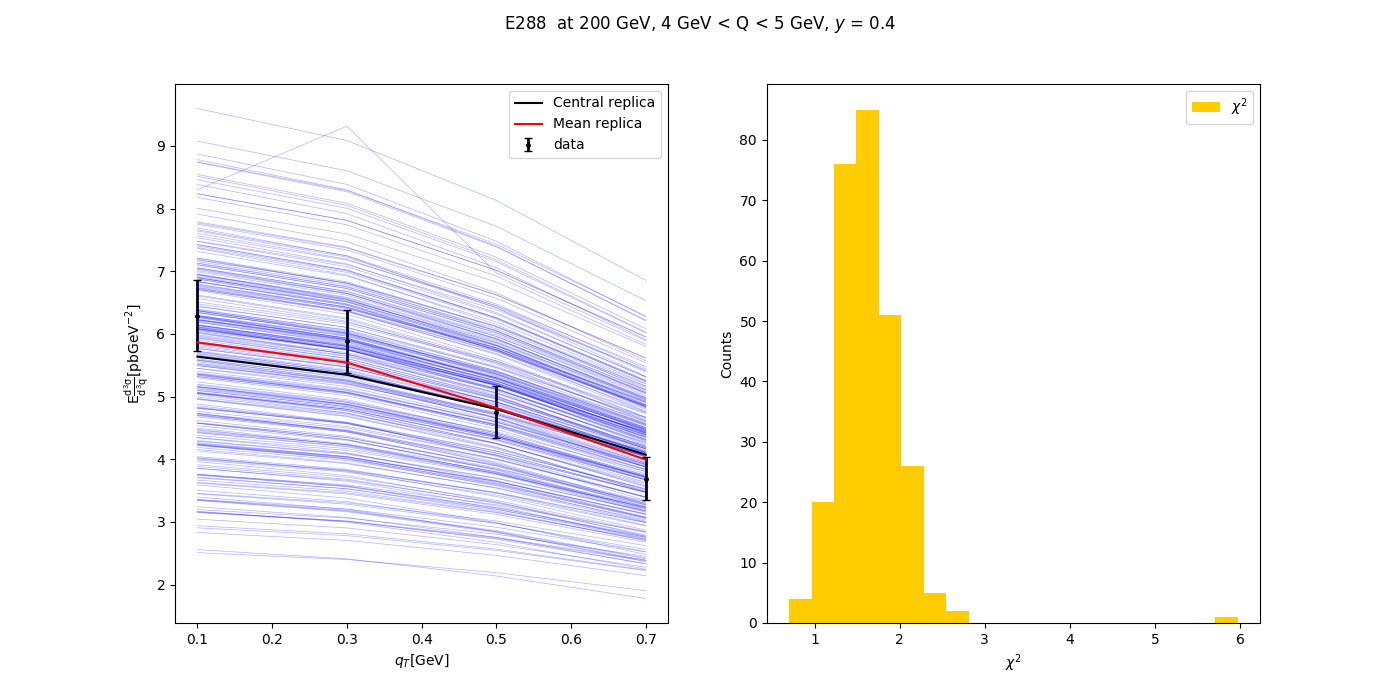 E288 at 200 GeV, 4 GeV < Q < 5 GeV, y = 0.4
Central replica
Mean replica
data
9
8
7
6
5
4
3
2
E d³σ/d³q [pbGeV⁻²]
0.1 0.2 0.3 0.4 0.5 0.6 0.7
q_T[GeV]
χ²
80
70
60
50
40
30
20
10
0
Counts
1 2 3 4 5 6
χ²